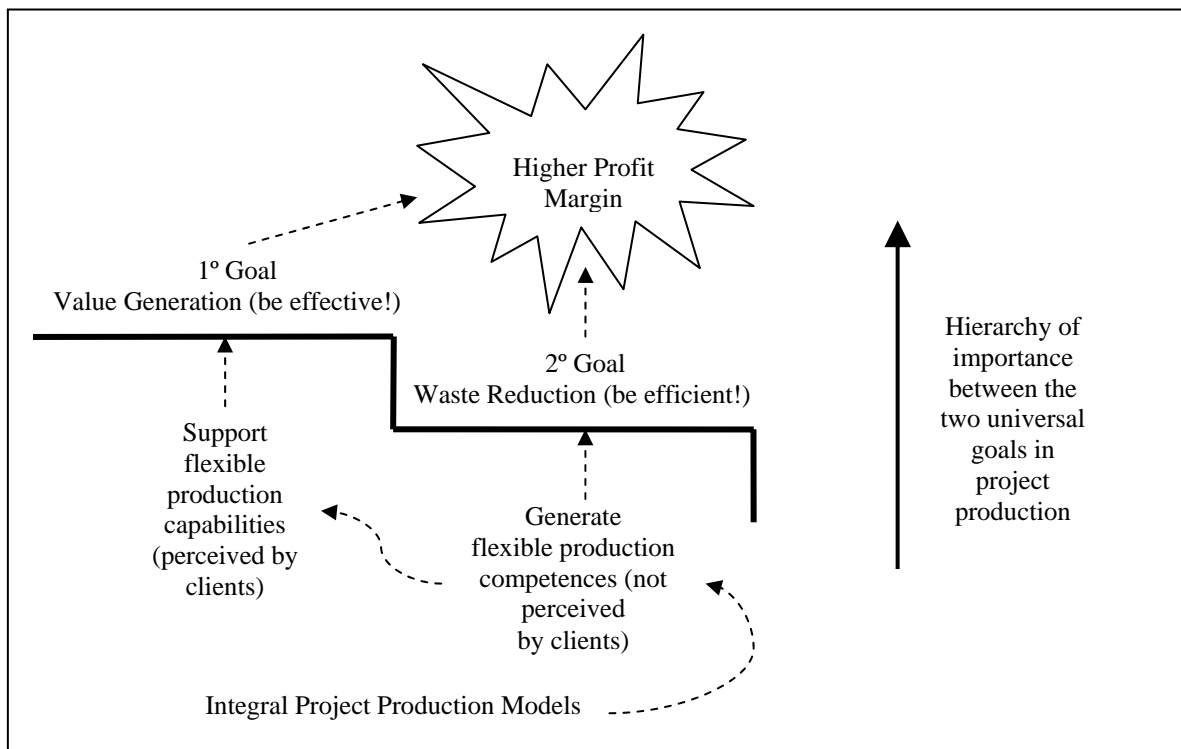 Higher Profit
Margin
1º Goal
Value Generation (be effective!)
2º Goal
Waste Reduction (be efficient!)
Support
flexible
production
capabilities
(perceived by
clients)
Generate
flexible production
competences (not
perceived
by clients)
Integral Project Production Models
Hierarchy of
importance
between the
two universal
goals in
project
production